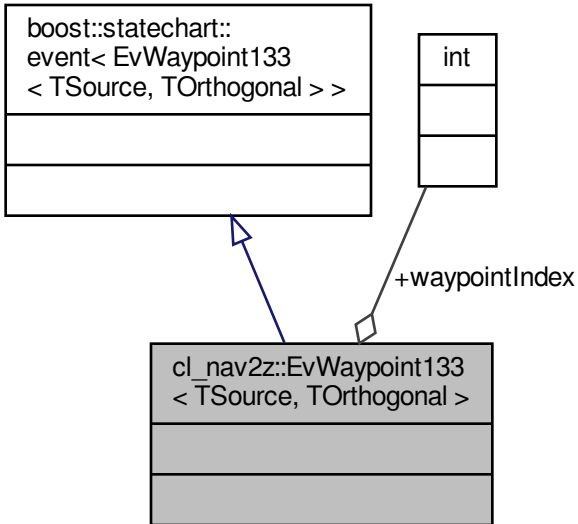 boost::statechart::
event< EvWaypoint133
< TSource, TOrthogonal > >
int
+waypointIndex
cl_nav2z::EvWaypoint133
< TSource, TOrthogonal >